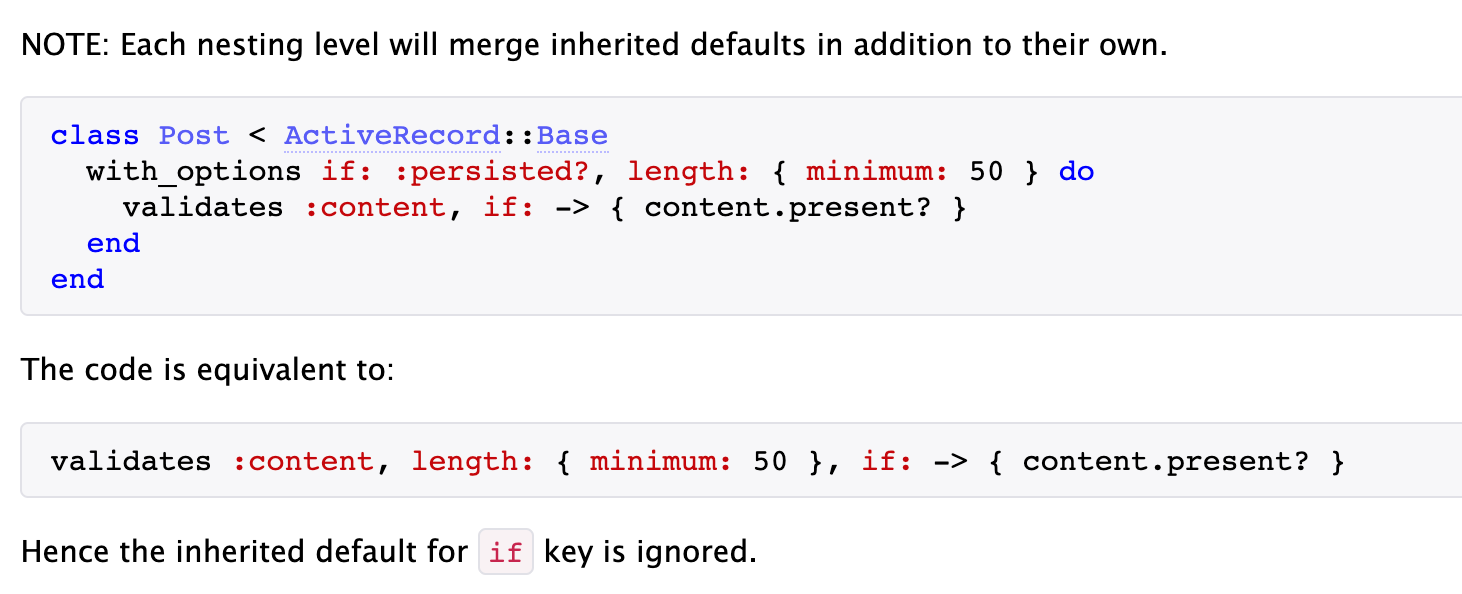 NOTE: Each nesting level will merge inherited defaults in addition to their own.
class Post < ActiveRecord::Base
  with_options if: :persisted?, length: { minimum: 50 } do
    validates :content, if: -> { content.present? }
  end
end
The code is equivalent to:
validates :content, length: { minimum: 50 }, if: -> { content.present? }
Hence the inherited default for if key is ignored.